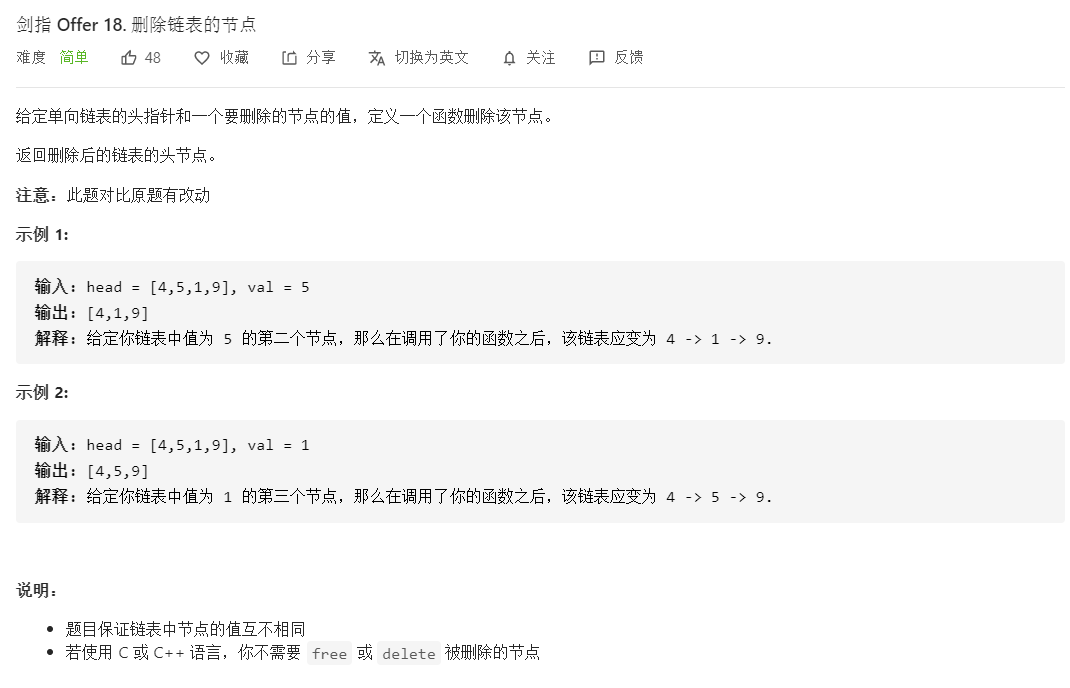 剑指 Offer 18. 删除链表的节点
难度 简单 48 收藏 分享 切换为英文 关注 反馈
给定单向链表的头指针和一个要删除的节点的值，定义一个函数删除该节点。
返回删除后的链表的头节点。
注意：此题对比原题有改动
示例 1:
输入: head = [4,5,1,9], val = 5
输出: [4,1,9]
解释: 给定你链表中值为 5 的第二个节点，那么在调用了你的函数之后，该链表应变为 4 -> 1 -> 9.
示例 2:
输入: head = [4,5,1,9], val = 1
输出: [4,5,9]
解释: 给定你链表中值为 1 的第三个节点，那么在调用了你的函数之后，该链表应变为 4 -> 5 -> 9.
说明：
• 题目保证链表中节点的值互不相同
• 若使用 C 或 C++ 语言，你不需要 free 或 delete 被删除的节点